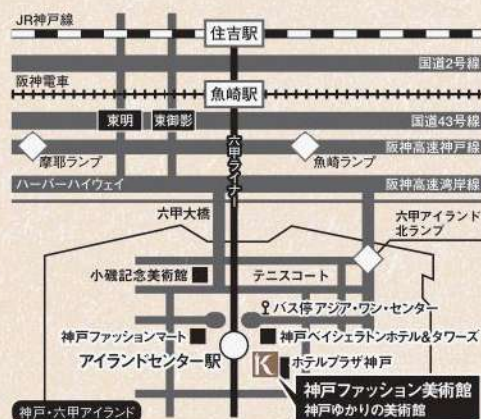 JR神戸線
住吉駅
国道2号線
阪神電車
魚崎駅
東明
東御影
国道43号線
六甲ライナー
阪神高速神戸線
摩耶ランプ
魚崎ランプ
ハーバーハイウェイ
阪神高速湾岸線
六甲大橋
六甲アイランド
北ランプ
小磯記念美術館
テニスコート
バス停 アジア・ワン・センター
神戸ファッションマート
神戸ベイシェラトンホテル&タワーズ
アイランドセンター駅
K
ホテルプラザ神戸
神戸ファッション美術館
神戸ゆかりの美術館
神戸・六甲アイランド